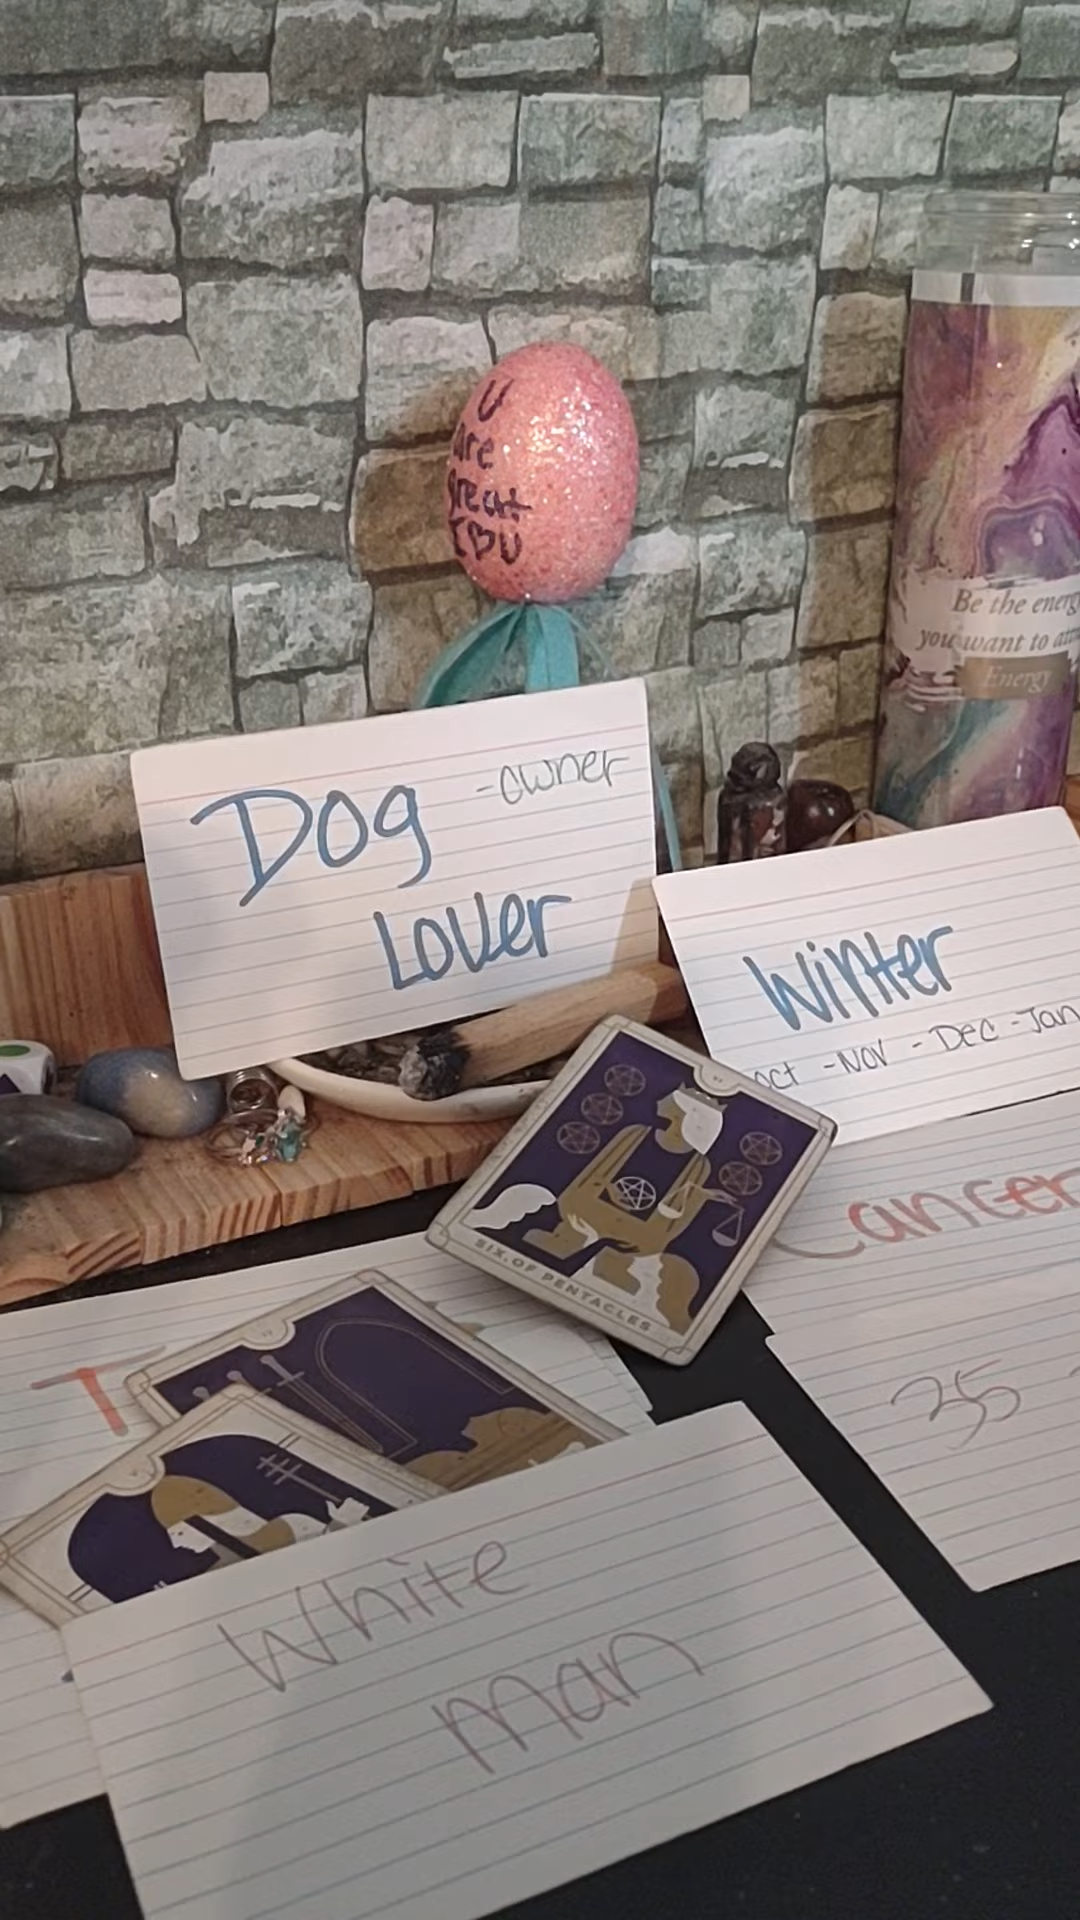 U
are
great
I♡U
Be the energy
you want to
Energy
Dog
-owner
Lover
Winter
oct -Nov - Dec - Jan
Cancer
SIX OF PENTACLES
T
35 -
White
man